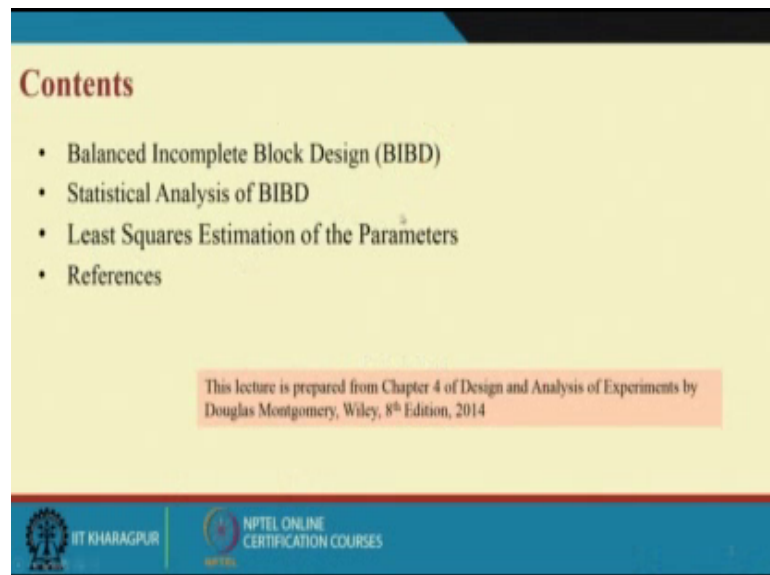 Contents
• Balanced Incomplete Block Design (BIBD)
• Statistical Analysis of BIBD
• Least Squares Estimation of the Parameters
• References
This lecture is prepared from Chapter 4 of Design and Analysis of Experiments by
Douglas Montgomery, Wiley, 8th Edition, 2014
IIT KHARAGPUR
NPTEL ONLINE
CERTIFICATION COURSES
NPTEL